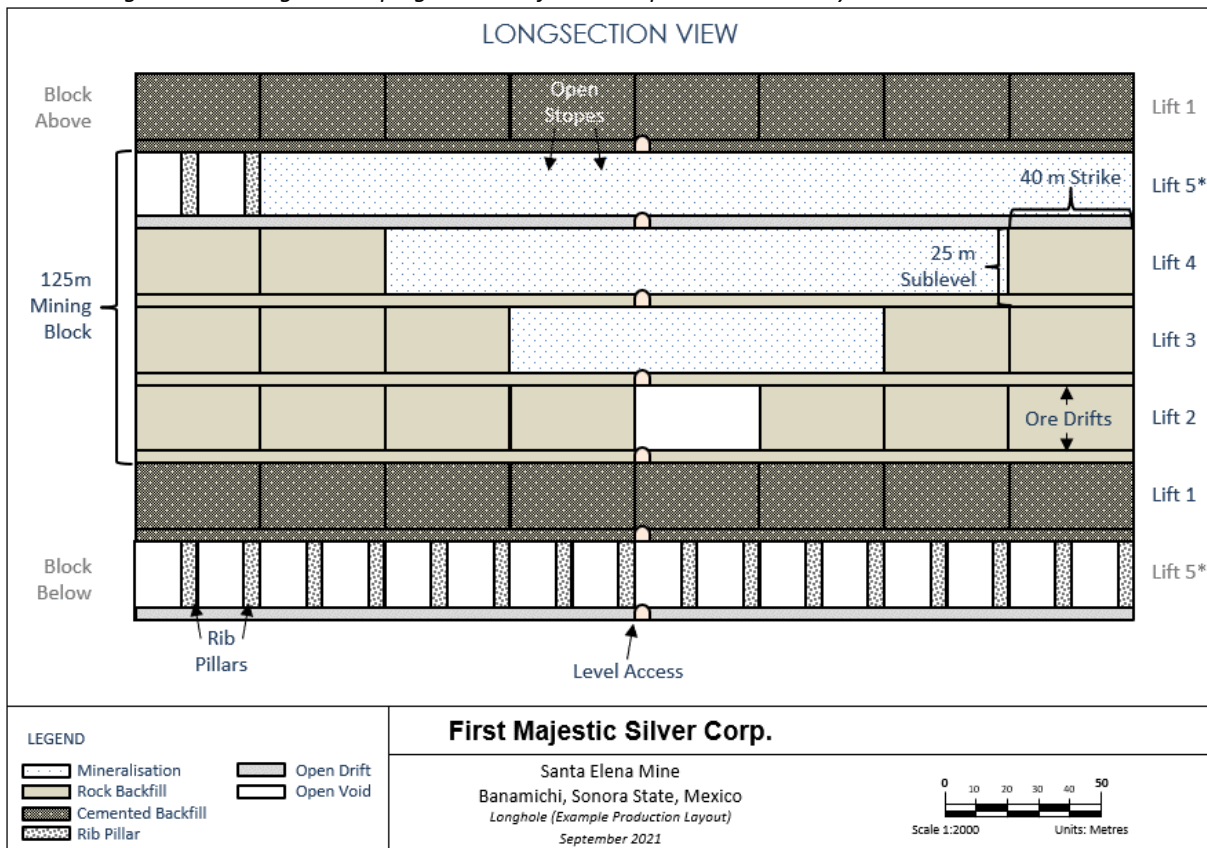 LONGSECTION VIEW
Block
Above
Open
Stopes
Lift 1
40 m Strike
Lift 5*
125m
Mining
Block
25 m
Sublevel
Lift 4
Lift 3
Ore Drifts
Lift 2
Lift 1
Block
Below
Lift 5*
Rib
Pillars
Level Access
LEGEND
Mineralisation
Rock Backfill
Cemented Backfill
Rib Pillar
Open Drift
Open Void
First Majestic Silver Corp.
Santa Elena Mine
Banamichi, Sonora State, Mexico
Longhole (Example Production Layout)
September 2021
0 10 20 30 40 50
Scale 1:2000 Units: Metres